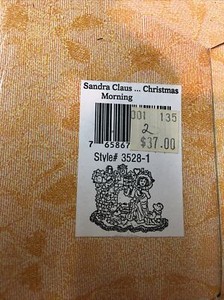 Sandra Claus ... Christmas
Morning
001 135
2
$37.00
7 65867
Style# 3528-1